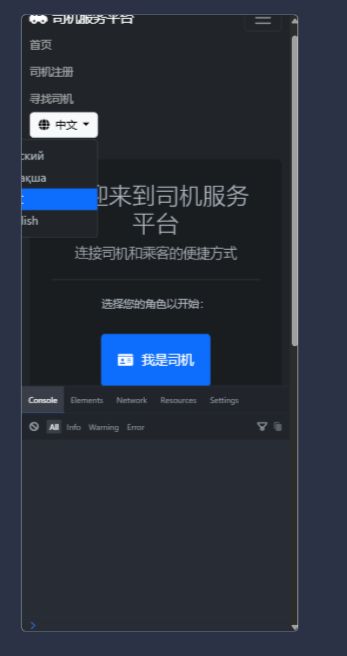 司机服务平台
首页
司机注册
寻找司机
中文
ский
ақша
lish
迎来到司机服务
平台
连接司机和乘客的便捷方式
选择您的角色以开始：
我是司机
Console Elements Network Resources Settings
All Info Warning Error